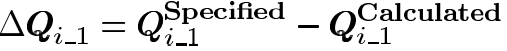 ΔQ_{i_1} = Q_{i_1}^{Specified} − Q_{i_1}^{Calculated}